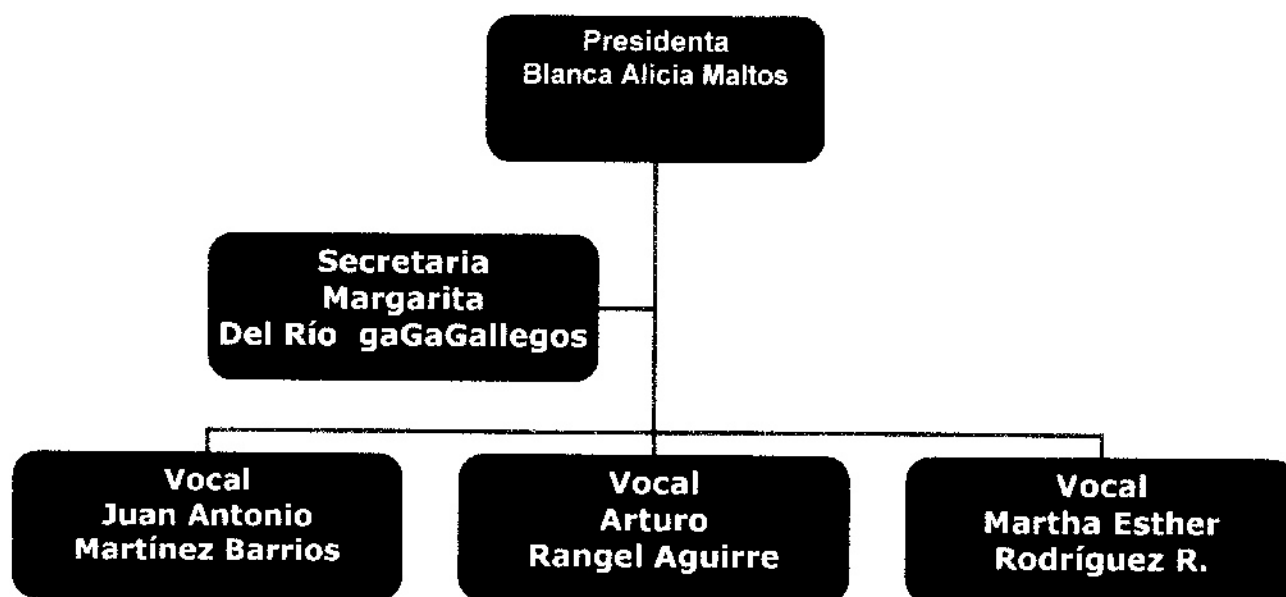 Presidenta
Blanca Alicia Maltos
Secretaria
Margarita
Del Río gaGaGallegos
Vocal
Juan Antonio
Martínez Barrios
Vocal
Arturo
Rangel Aguirre
Vocal
Martha Esther
Rodríguez R.